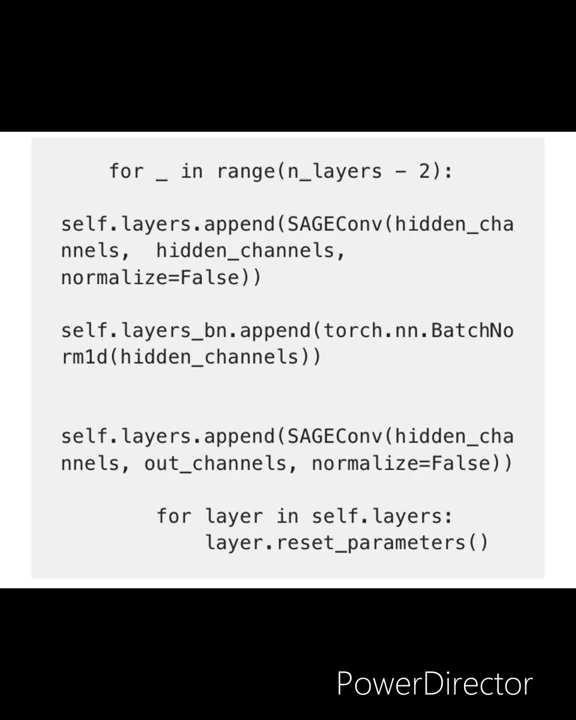 for _ in range(n_layers - 2):
self.layers.append(SAGEConv(hidden_cha
nnels,  hidden_channels,
normalize=False))
self.layers_bn.append(torch.nn.BatchNo
rm1d(hidden_channels))
self.layers.append(SAGEConv(hidden_cha
nnels, out_channels, normalize=False))
for layer in self.layers:
layer.reset_parameters()
PowerDirector